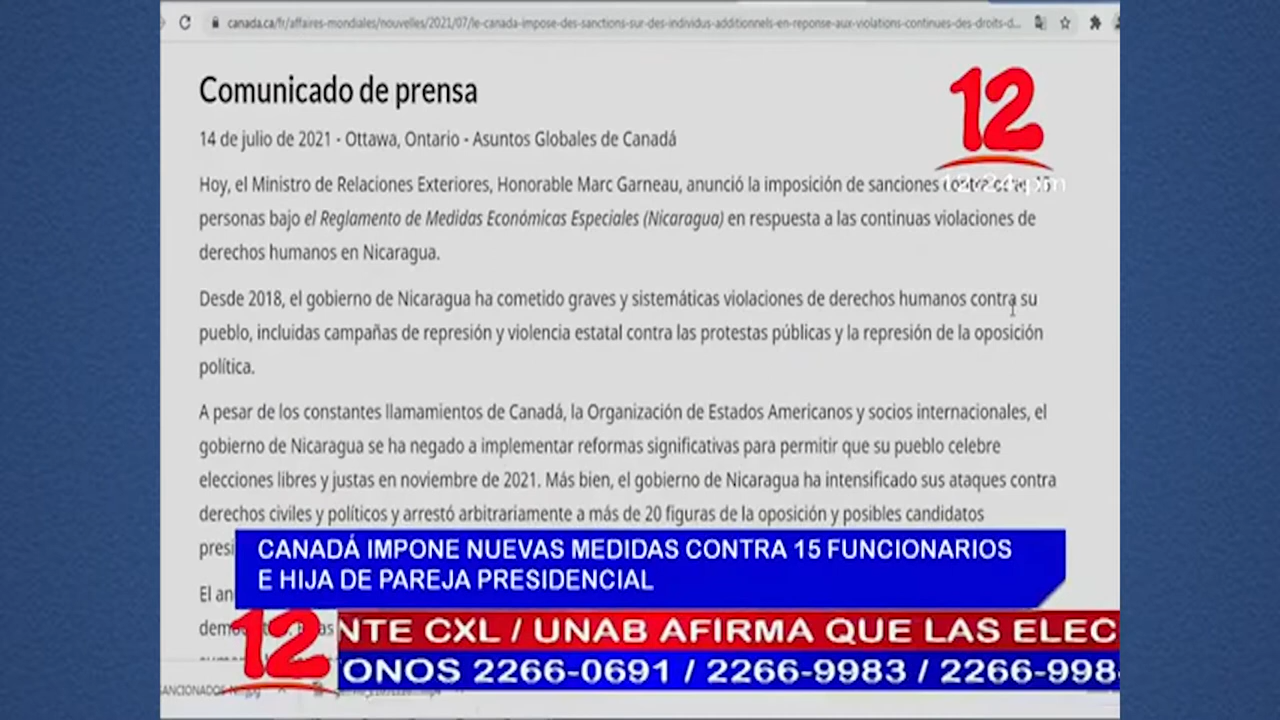 canada.ca/fr/affaires-mondiales/nouvelles/2021/07/le-canada-impose-des-sanctions-sur-des-individus-additionnels-en-reponse-aux-violations-continues-des-droits-d...
Comunicado de prensa
12
14 de julio de 2021 - Ottawa, Ontario - Asuntos Globales de Canadá
12:24pm
Hoy, el Ministro de Relaciones Exteriores, Honorable Marc Garneau, anunció la imposición de sanciones
personas bajo el Reglamento de Medidas Económicas Especiales (Nicaragua) en respuesta a las continuas violaciones de
derechos humanos en Nicaragua.
Desde 2018, el gobierno de Nicaragua ha cometido graves y sistemáticas violaciones de derechos humanos contra su
pueblo, incluidas campañas de represión y violencia estatal contra las protestas públicas y la represión de la oposición
política.
A pesar de los constantes llamamientos de Canadá, la Organización de Estados Americanos y socios internacionales, el
gobierno de Nicaragua se ha negado a implementar reformas significativas para permitir que su pueblo celebre
elecciones libres y justas en noviembre de 2021. Más bien, el gobierno de Nicaragua ha intensificado sus ataques contra
derechos civiles y políticos y arrestó arbitrariamente a más de 20 figuras de la oposición y posibles candidatos
presi
CANADÁ IMPONE NUEVAS MEDIDAS CONTRA 15 FUNCIONARIOS
E HIJA DE PAREJA PRESIDENCIAL
El an
12
NTE CXL / UNAB AFIRMA QUE LAS ELEC
ONOS 2266-0691 / 2266-9983 / 2266-998